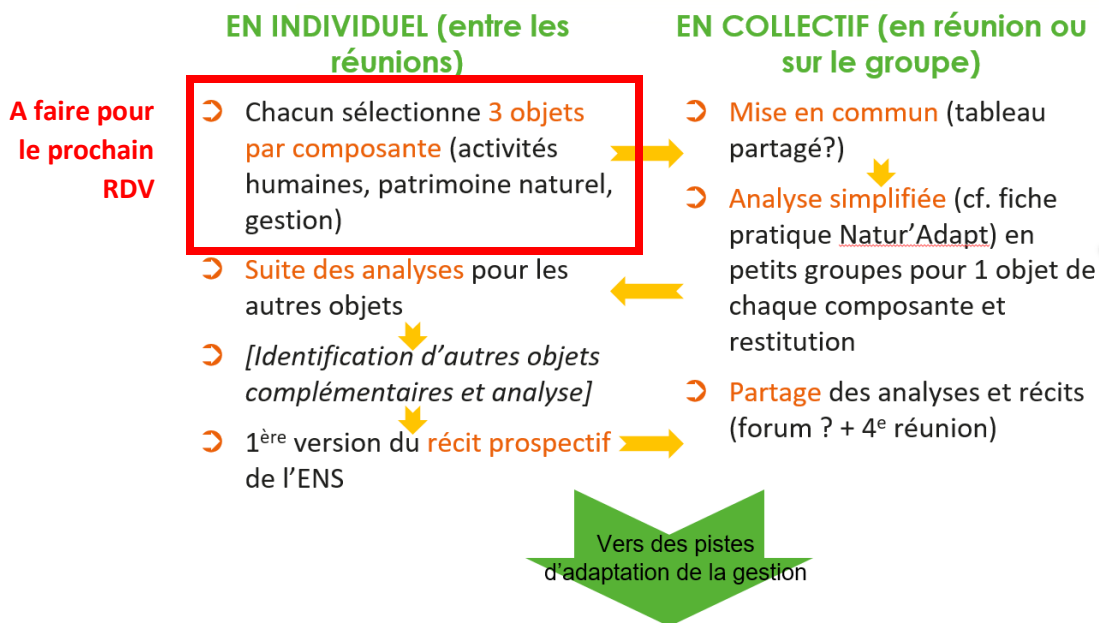 EN INDIVIDUEL (entre les
réunions)
A faire pour
le prochain
RDV
Chacun sélectionne 3 objets
par composante (activités
humaines, patrimoine naturel,
gestion)
Suite des analyses pour les
autres objets
[Identification d’autres objets
complémentaires et analyse]
1ère version du récit prospectif
de l’ENS
EN COLLECTIF (en réunion ou
sur le groupe)
Mise en commun (tableau
partagé?)
Analyse simplifiée (cf. fiche
pratique Natur’Adapt) en
petits groupes pour 1 objet de
chaque composante et
restitution
Partage des analyses et récits
(forum ? + 4e réunion)
Vers des pistes
d’adaptation de la gestion